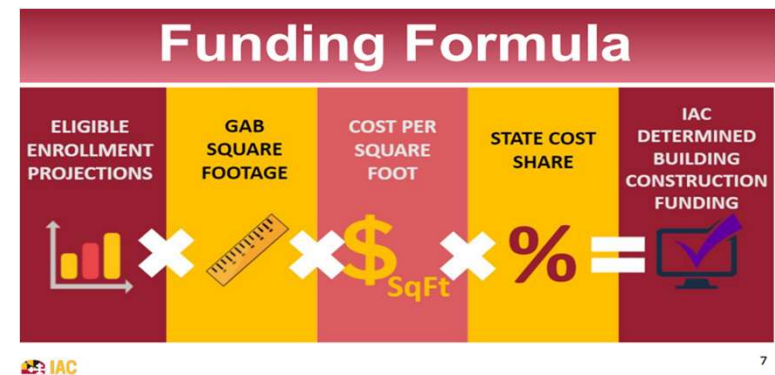 Funding Formula
ELIGIBLE
ENROLLMENT
PROJECTIONS
GAB
SQUARE
FOOTAGE
COST PER
SQUARE
FOOT
STATE COST
SHARE
IAC
DETERMINED
BUILDING
CONSTRUCTION
FUNDING
$
SqFt
%
=
IAC
7